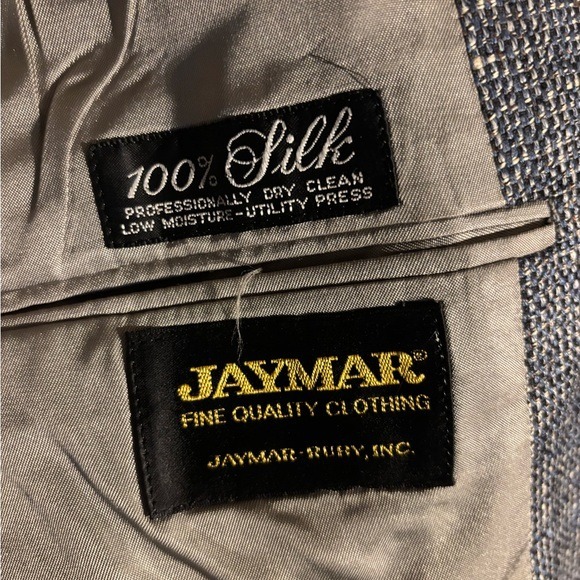 100% Silk
PROFESSIONALLY DRY CLEAN
LOW MOISTURE-UTILITY PRESS
JAYMAR®
FINE QUALITY CLOTHING
JAYMAR-RUBY, INC.